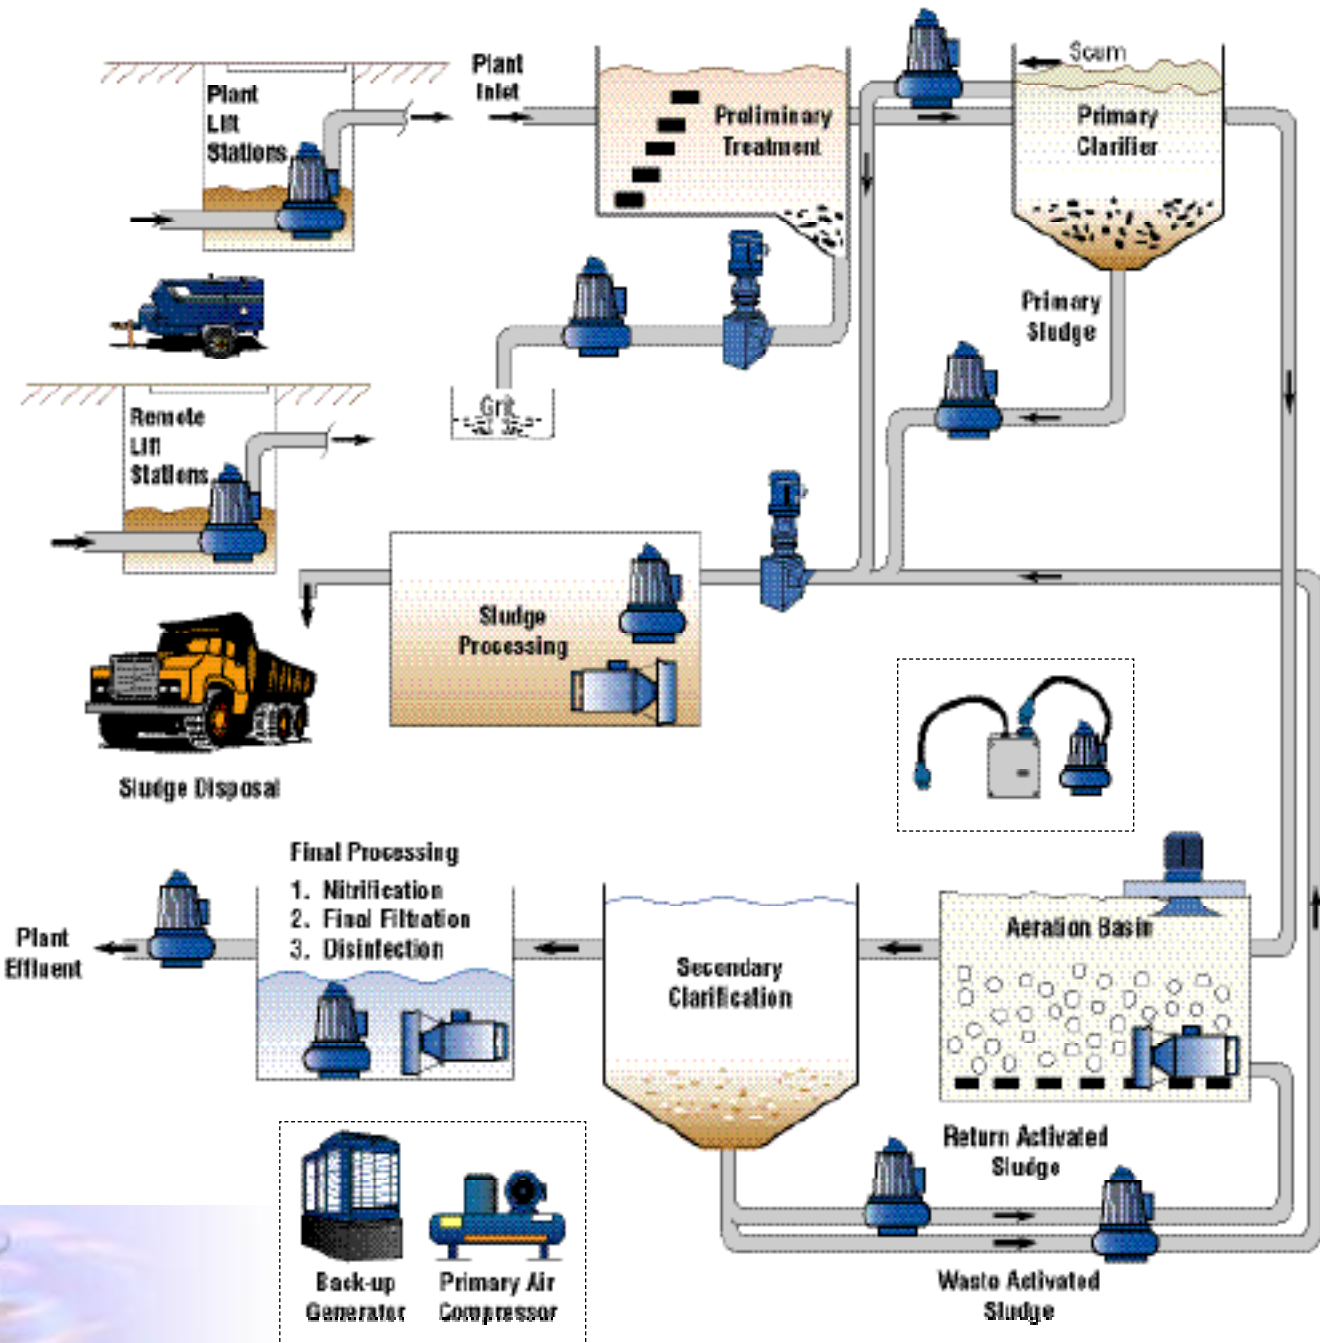 Plant
Lift
Stations
Plant
Inlet
Preliminary
Treatment
Scum
Primary
Clarifier
Primary
Sludge
Grit
Remote
Lift
Stations
Sludge
Processing
Sludge Disposal
Final Processing
1. Nitrification
2. Final Filtration
3. Disinfection
Plant
Effluent
Secondary
Clarification
Aeration Basin
Return Activated
Sludge
Waste Activated
Sludge
Back-up
Generator
Primary Air
Compressor